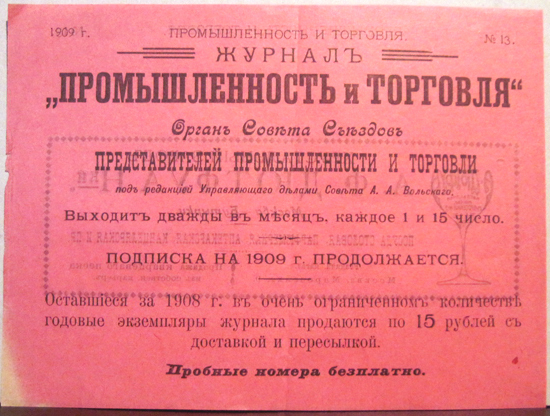 1909 г.
ПРОМЫШЛЕННОСТЬ И ТОРГОВЛЯ.
№ 13.
ЖУРНАЛЪ
„ПРОМЫШЛЕННОСТЬ и ТОРГОВЛЯ“
Органъ Совѣта Съѣздовъ
ПРЕДСТАВИТЕЛЕЙ ПРОМЫШЛЕННОСТИ И ТОРГОВЛИ
подъ редакціей Управляющаго дѣлами Совѣта А. А. Вольскаго.
Выходитъ дважды въ мѣсяцъ, каждое 1 и 15 число.
ПОДПИСКА НА 1909 г. ПРОДОЛЖАЕТСЯ.
Оставшіеся за 1908 г. въ очень ограниченномъ количествѣ
годовые экземпляры журнала продаются по 15 рублей съ
доставкой и пересылкой.
Пробные номера безплатно.